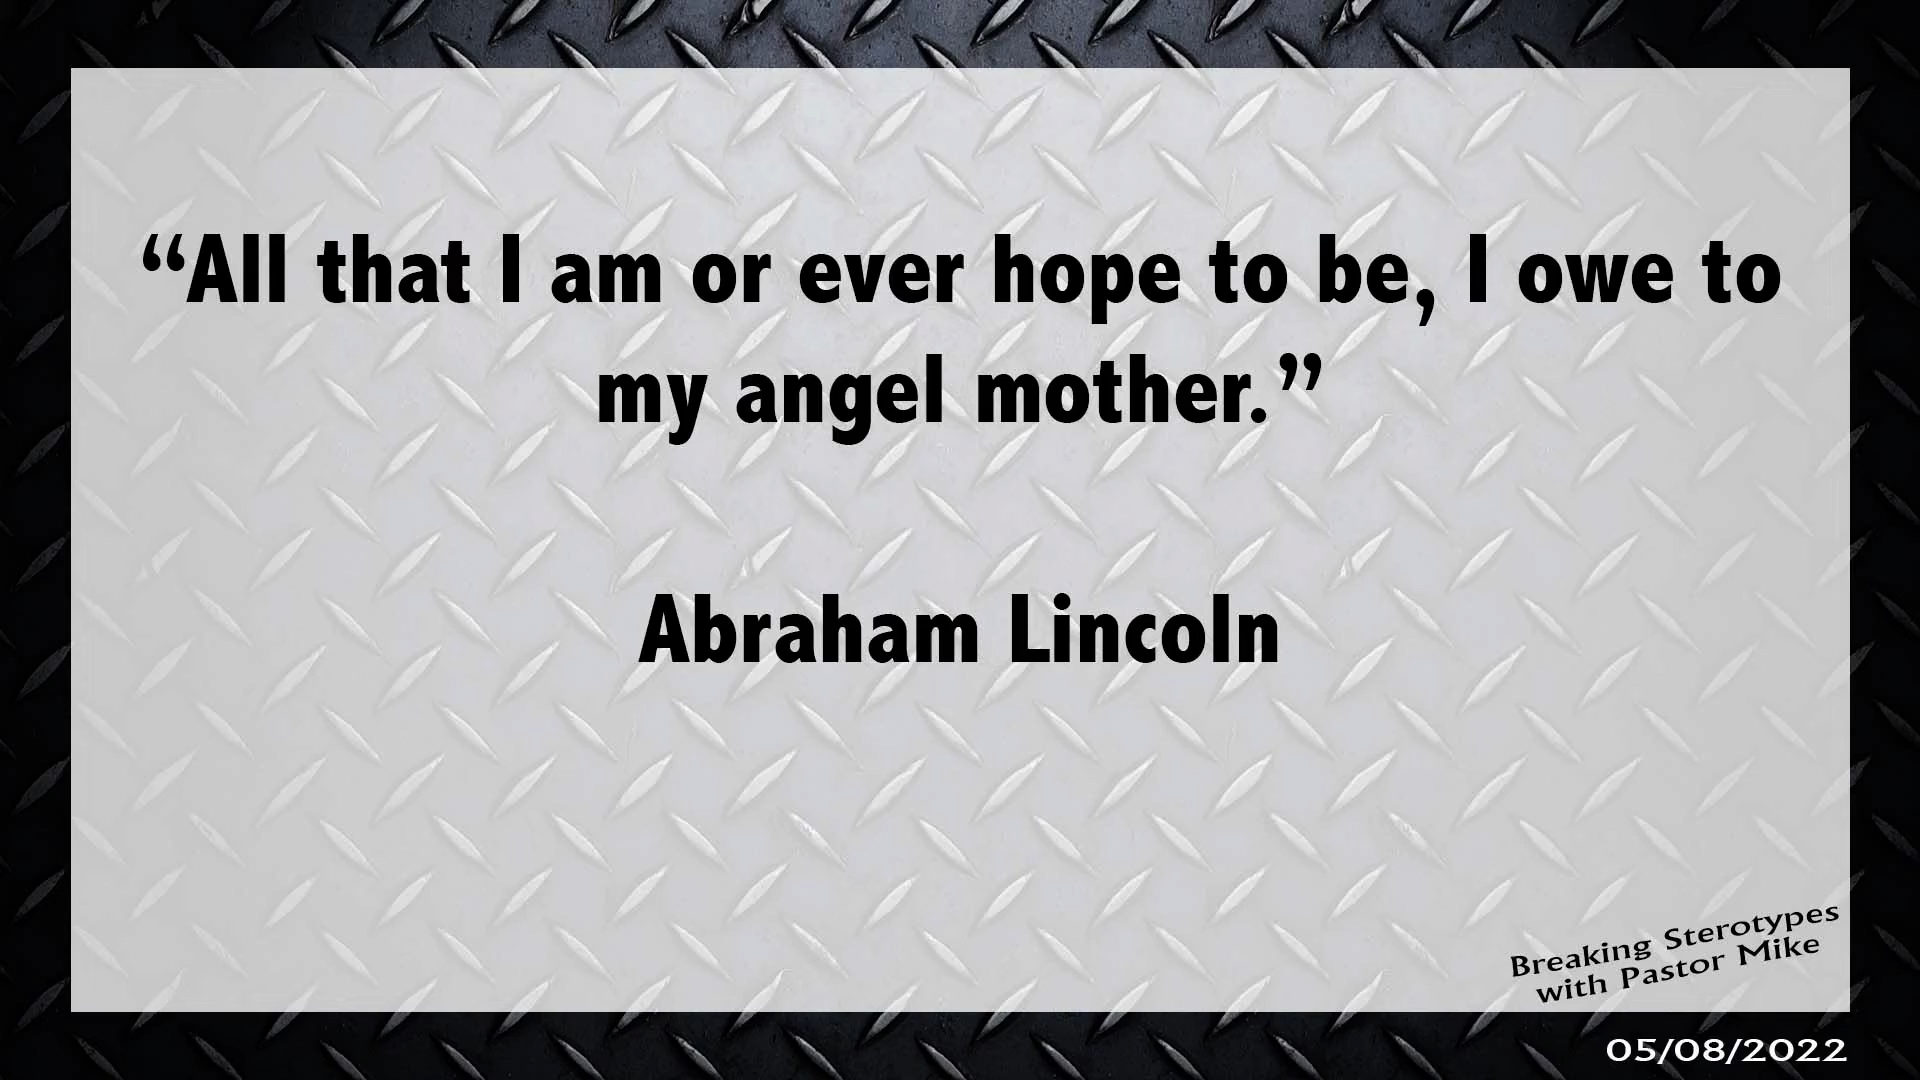 “All that I am or ever hope to be, I owe to
my angel mother.”
Abraham Lincoln
Breaking Sterotypes
with Pastor Mike
05/08/2022